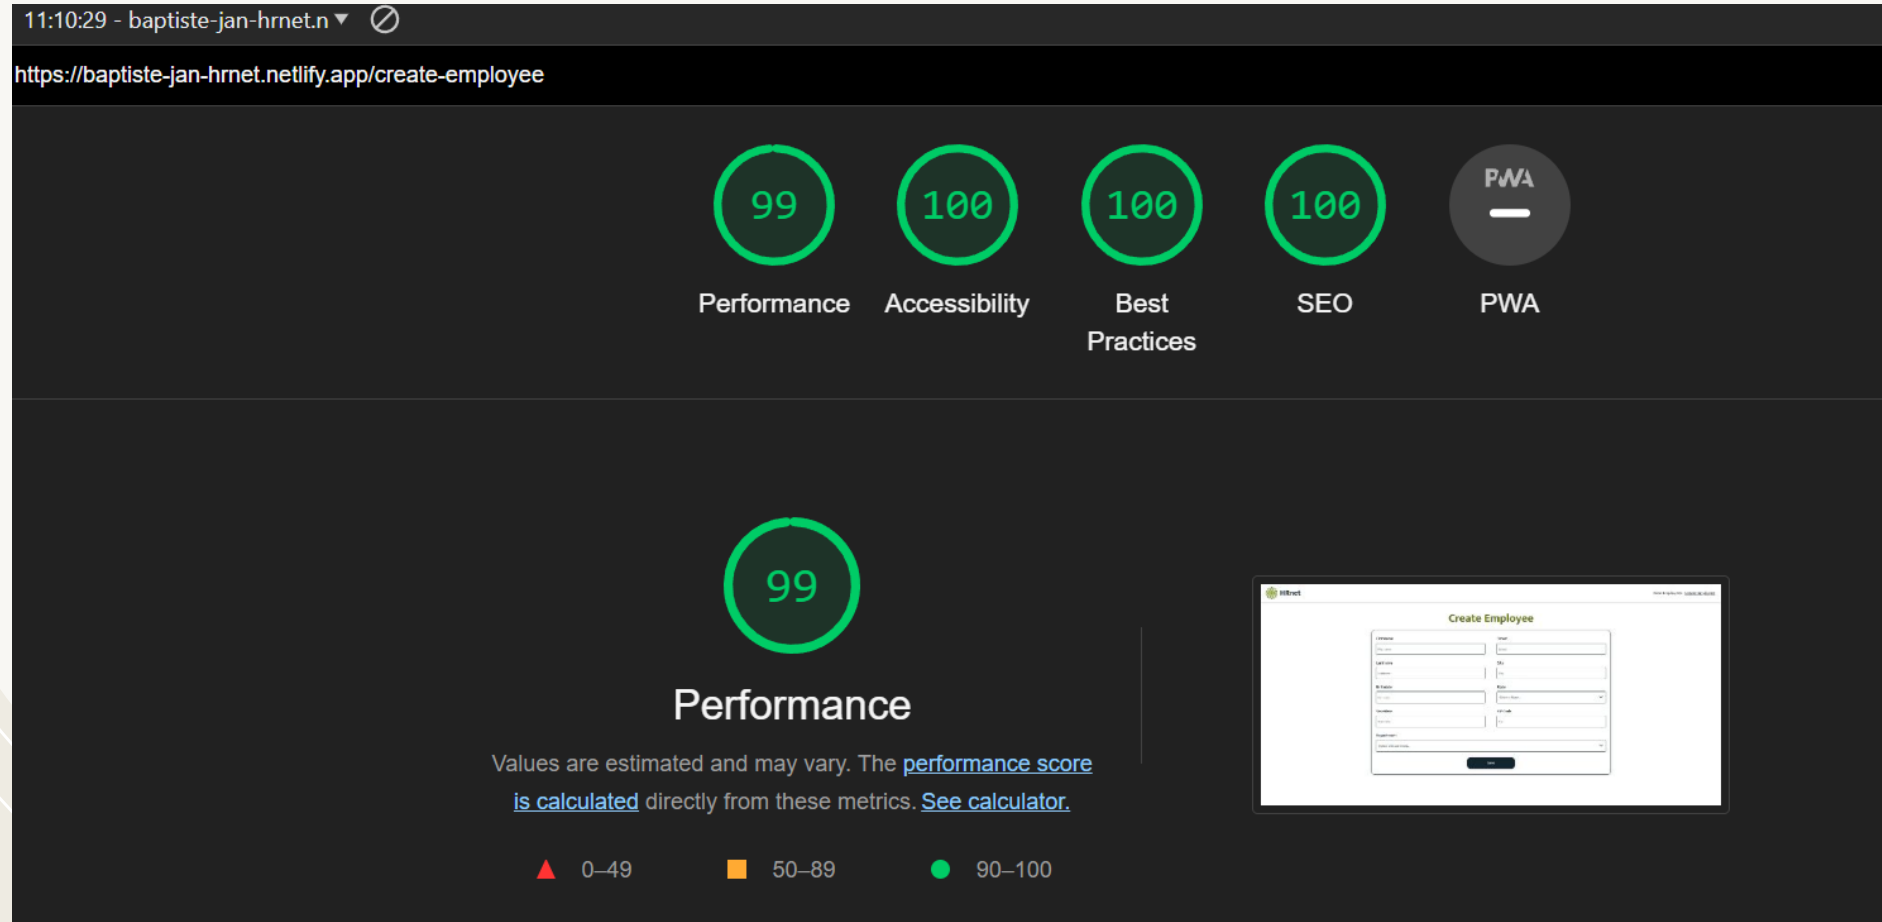 11:10:29 - baptiste-jan-hrnet.n
https://baptiste-jan-hrnet.netlify.app/create-employee
99
100
100
100
PWA
Performance
Accessibility
Best
Practices
SEO
PWA
99
Performance
Values are estimated and may vary. The performance score
is calculated directly from these metrics. See calculator.
0–49
50–89
90–100
HRnet
Create Employee